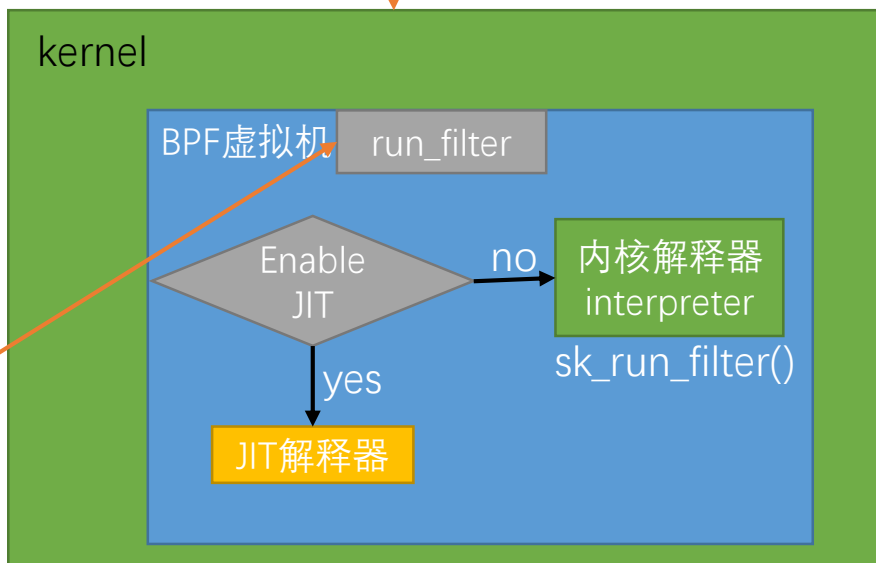 kernel
BPF虚拟机
run_filter
Enable
JIT
no
内核解释器
interpreter
sk_run_filter()
yes
JIT解释器